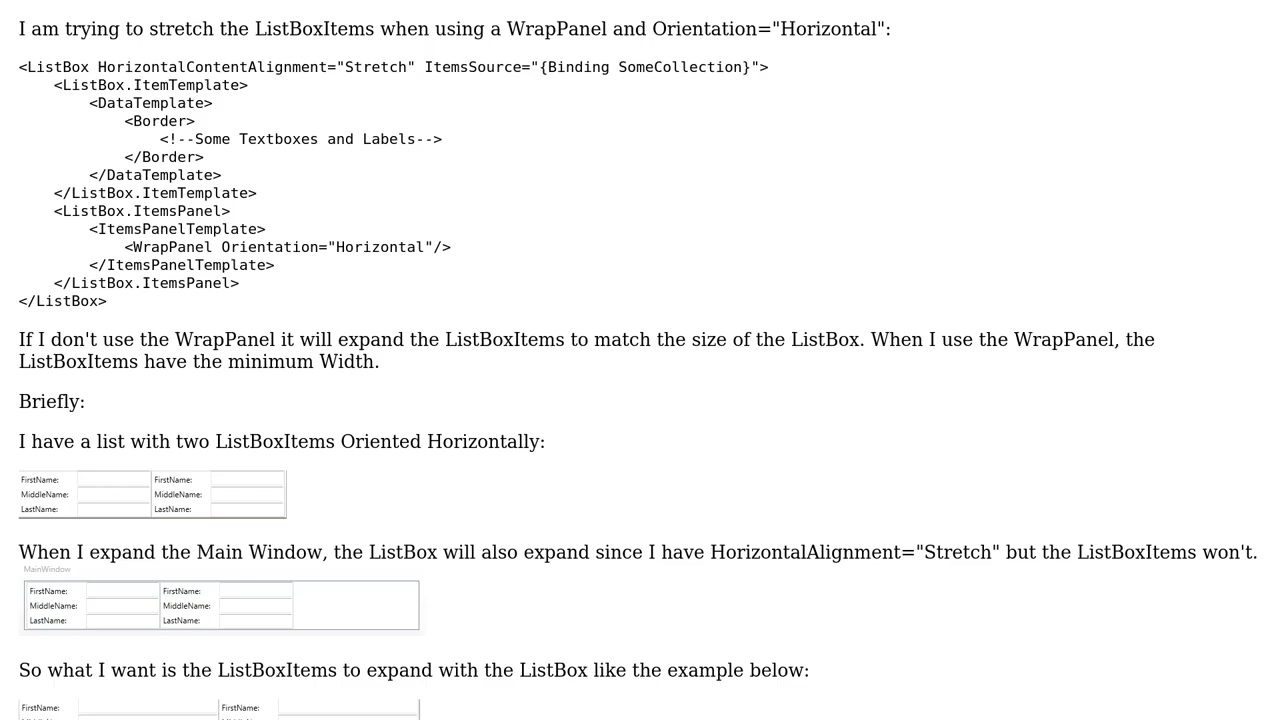 I am trying to stretch the ListBoxItems when using a WrapPanel and Orientation="Horizontal":
<ListBox HorizontalContentAlignment="Stretch" ItemsSource="{Binding SomeCollection}">
    <ListBox.ItemTemplate>
        <DataTemplate>
            <Border>
                <!--Some Textboxes and Labels-->
            </Border>
        </DataTemplate>
    </ListBox.ItemTemplate>
    <ListBox.ItemsPanel>
        <ItemsPanelTemplate>
            <WrapPanel Orientation="Horizontal"/>
        </ItemsPanelTemplate>
    </ListBox.ItemsPanel>
</ListBox>
If I don't use the WrapPanel it will expand the ListBoxItems to match the size of the ListBox. When I use the WrapPanel, the
ListBoxItems have the minimum Width.
Briefly:
I have a list with two ListBoxItems Oriented Horizontally:
FirstName: FirstName:
MiddleName: MiddleName:
LastName: LastName:
When I expand the Main Window, the ListBox will also expand since I have HorizontalAlignment="Stretch" but the ListBoxItems won't.
MainWindow
FirstName: FirstName:
MiddleName: MiddleName:
LastName: LastName:
So what I want is the ListBoxItems to expand with the ListBox like the example below:
FirstName: FirstName: